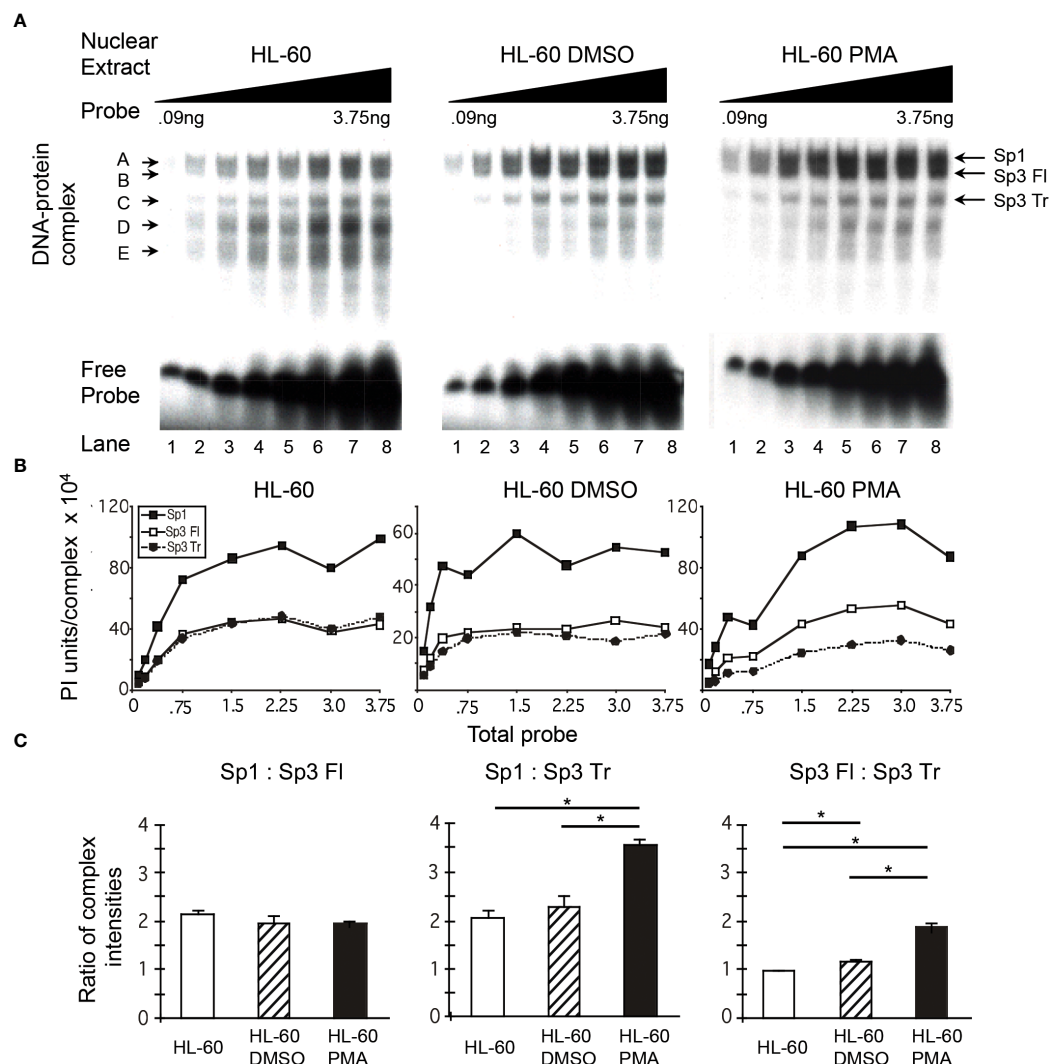 A
Nuclear
Extract
HL-60
HL-60 DMSO
HL-60 PMA
Probe
.09ng
3.75ng
.09ng
3.75ng
.09ng
3.75ng
DNA-protein
complex
A
B
C
D
E
Sp1
Sp3 Fl
Sp3 Tr
Free
Probe
Lane
1 2 3 4 5 6 7 8
1 2 3 4 5 6 7 8
1 2 3 4 5 6 7 8
B
PI units/complex x 10⁴
HL-60
HL-60 DMSO
HL-60 PMA
Sp1
Sp3 Fl
Sp3 Tr
120
80
40
0
0 .75 1.5 2.25 3.0 3.75
60
40
20
0 .75 1.5 2.25 3.0 3.75
120
80
40
0 .75 1.5 2.25 3.0 3.75
Total probe
C
Sp1 : Sp3 Fl
Sp1 : Sp3 Tr
Sp3 Fl : Sp3 Tr
Ratio of complex
intensities
4
3
2
1
0
HL-60
HL-60
DMSO
HL-60
PMA
*
*
4
3
2
1
0
HL-60
HL-60
DMSO
HL-60
PMA
*
*
*
4
3
2
1
0
HL-60
HL-60
DMSO
HL-60
PMA